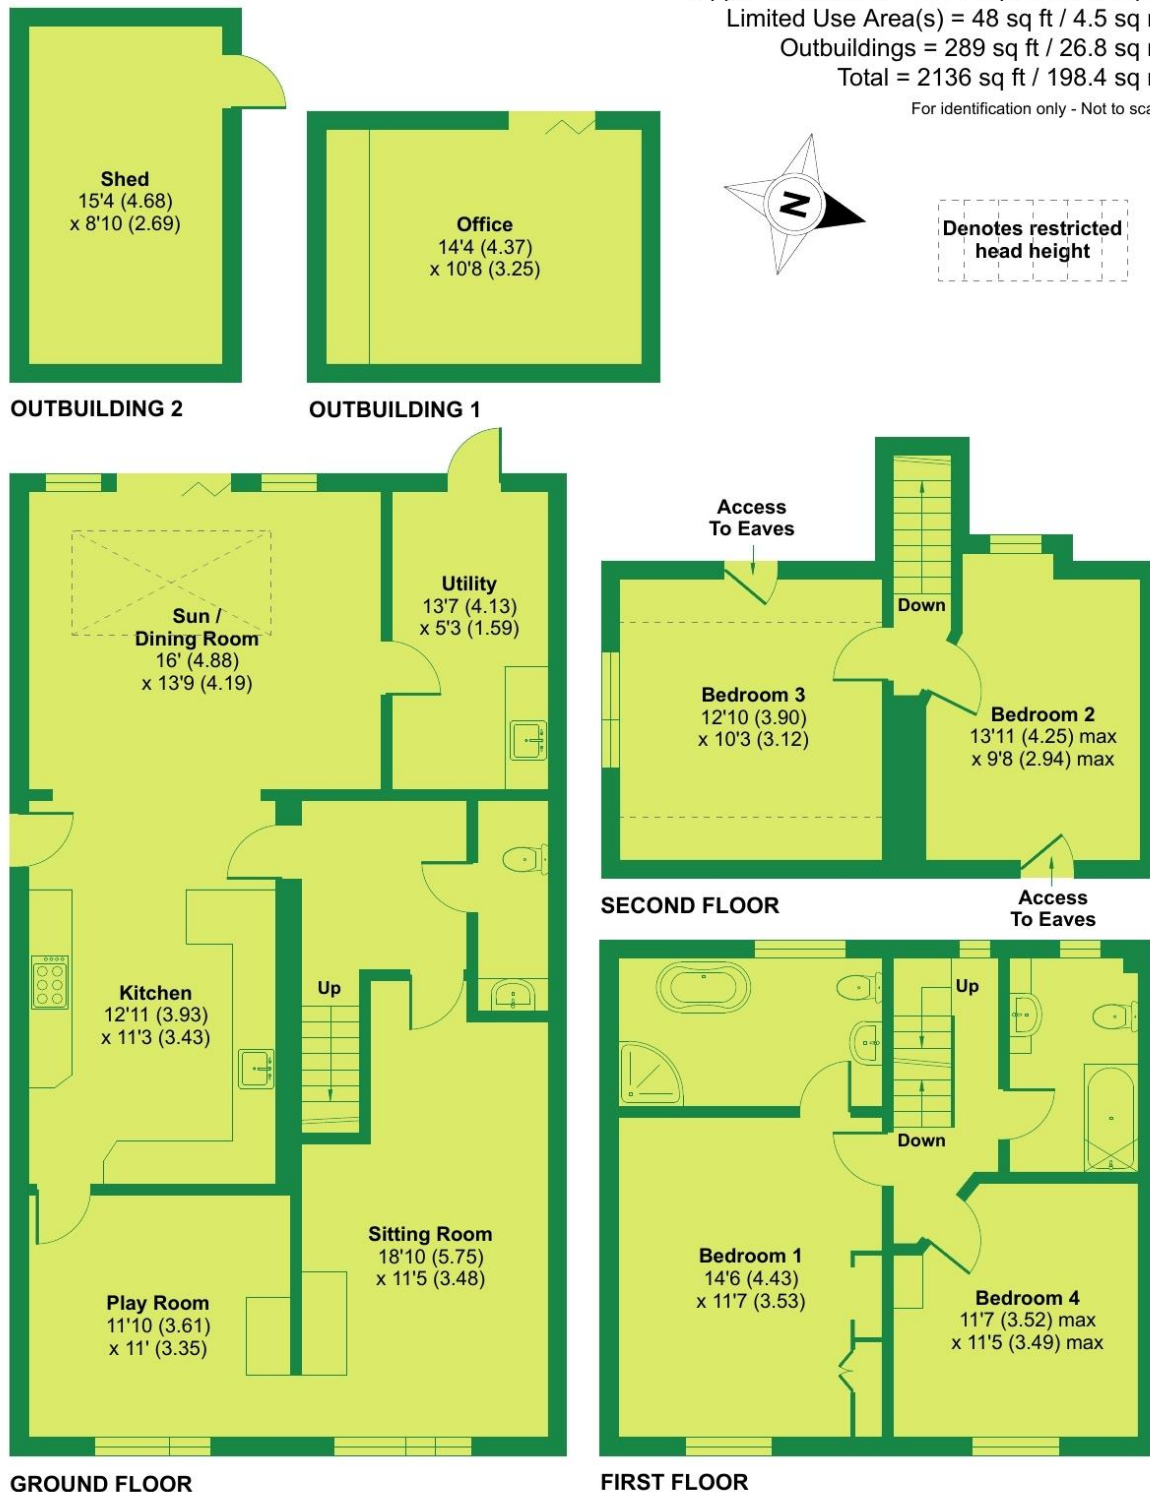 Limited Use Area(s) = 48 sq ft / 4.5 sq
Outbuildings = 289 sq ft / 26.8 sq
Total = 2136 sq ft / 198.4 sq
For identification only - Not to
N
Denotes restricted
head height
Shed
15'4 (4.68)
x 8'10 (2.69)
Office
14'4 (4.37)
x 10'8 (3.25)
OUTBUILDING 2
OUTBUILDING 1
Sun /
Dining Room
16' (4.88)
x 13'9 (4.19)
Utility
13'7 (4.13)
x 5'3 (1.59)
Kitchen
12'11 (3.93)
x 11'3 (3.43)
Up
Sitting Room
18'10 (5.75)
x 11'5 (3.48)
Play Room
11'10 (3.61)
x 11' (3.35)
GROUND FLOOR
Access
To Eaves
Down
Bedroom 3
12'10 (3.90)
x 10'3 (3.12)
Bedroom 2
13'11 (4.25) max
x 9'8 (2.94) max
Access
To Eaves
SECOND FLOOR
Up
Down
Bedroom 1
14'6 (4.43)
x 11'7 (3.53)
Bedroom 4
11'7 (3.52) max
x 11'5 (3.49) max
FIRST FLOOR